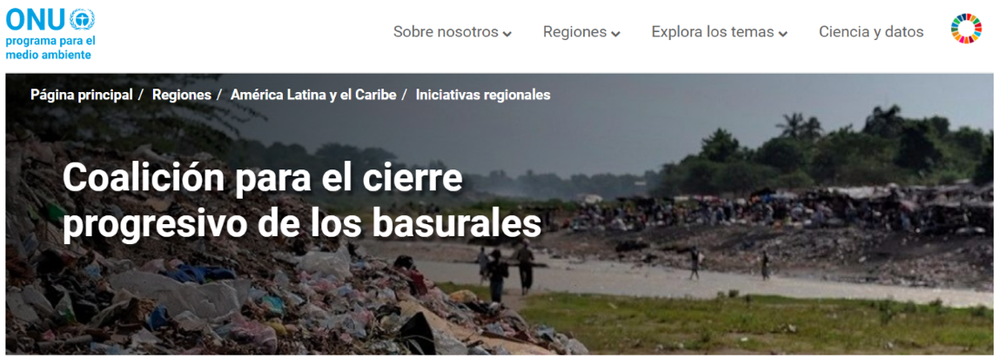 ONU
programa para el
medio ambiente
Sobre nosotros Regiones Explora los temas Ciencia y datos
Página principal / Regiones / América Latina y el Caribe / Iniciativas regionales
Coalición para el cierre
progresivo de los basurales